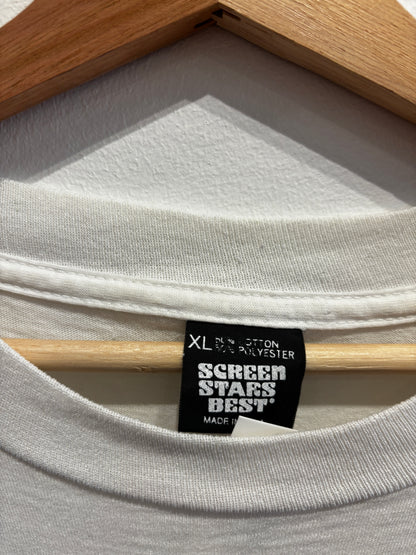 XL 50% COTTON
50% POLYESTER
SCREEN
STARS
BEST®
MADE IN